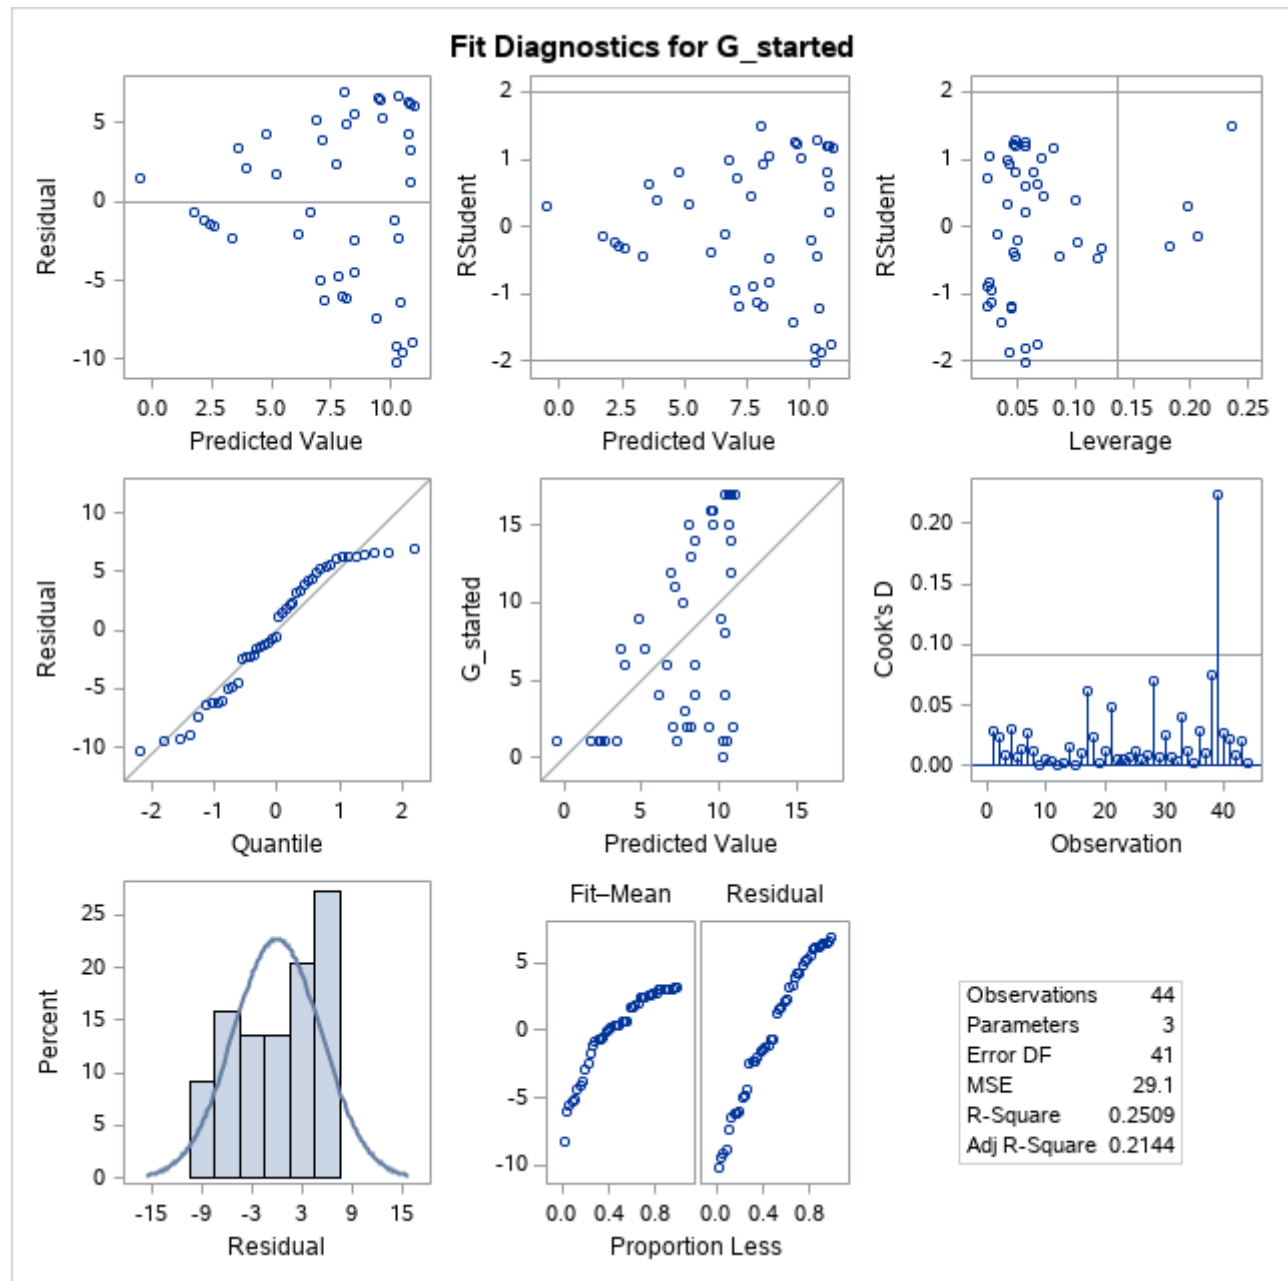 Fit Diagnostics for G_started
Residual
5
0
-5
-10
0.0 2.5 5.0 7.5 10.0
Predicted Value
RStudent
2
1
0
-1
-2
0.0 2.5 5.0 7.5 10.0
Predicted Value
RStudent
2
1
0
-1
-2
0.05 0.10 0.15 0.20 0.25
Leverage
Residual
10
5
0
-5
-10
-2 -1 0 1 2
Quantile
G_started
15
10
5
0
0 5 10 15
Predicted Value
Cook's D
0.20
0.15
0.10
0.05
0.00
0 10 20 30 40
Observation
Percent
25
20
15
10
5
0
-15 -9 -3 3 9 15
Residual
Fit–Mean Residual
5
0
-5
-10
0.0 0.4 0.8 0.0 0.4 0.8
Proportion Less
Observations 44
Parameters 3
Error DF 41
MSE 29.1
R-Square 0.2509
Adj R-Square 0.2144